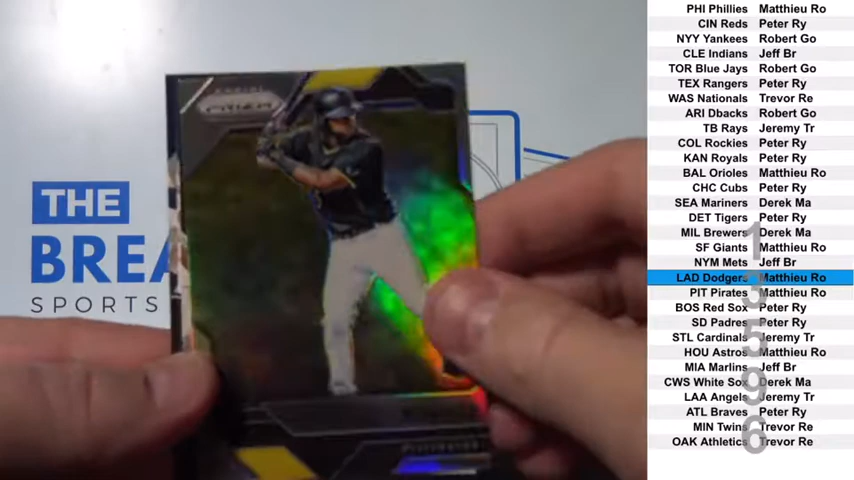 PANINI
PRIZM
THE
BREA
SPORTS
PHI Phillies Matthieu Ro
CIN Reds Peter Ry
NYY Yankees Robert Go
CLE Indians Jeff Br
TOR Blue Jays Robert Go
TEX Rangers Peter Ry
WAS Nationals Trevor Re
ARI Dbacks Robert Go
TB Rays Jeremy Tr
COL Rockies Peter Ry
KAN Royals Peter Ry
BAL Orioles Matthieu Ro
CHC Cubs Peter Ry
SEA Mariners Derek Ma
DET Tigers Peter Ry
MIL Brewers Derek Ma
SF Giants Matthieu Ro
NYM Mets Jeff Br
LAD Dodgers Matthieu Ro
PIT Pirates Matthieu Ro
BOS Red Sox Peter Ry
SD Padres Peter Ry
STL Cardinals Jeremy Tr
HOU Astros Matthieu Ro
MIA Marlins Jeff Br
CWS White Sox Derek Ma
LAA Angels Jeremy Tr
ATL Braves Peter Ry
MIN Twins Trevor Re
OAK Athletics Trevor Re
1
3
5
9
6